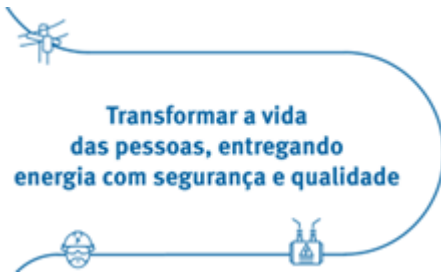 Transformar a vida
das pessoas, entregando
energia com segurança e qualidade